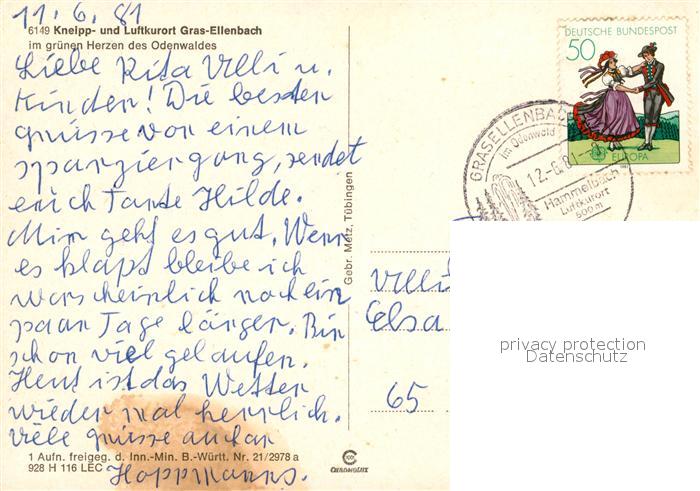 11.6.81
6149 Kneipp- und Luftkurort Gras-Ellenbach
im grünen Herzen des Odenwaldes
Liebe Rita Villi u.
Kinder! Die besten
grüsse von einem
spaziergang, sendet
euch Tante Hilde.
Mir geht es gut. Wenn
es klapt bleibe ich
warscheinlich noch ein
paar Tage länger. Bin
schon viel gelaufen.
Heut ist das Wetter
wieder mal herrlich.
Viele grüsse auch an
Hoppmanns.
1 Aufn. freigeg. d. Inn.-Min. B.-Württ. Nr. 21/2978 a
928 H 116 LEC
Gebr. Metz, Tübingen
CHROMOLUX
DEUTSCHE BUNDESPOST
50
EUROPA
GRASELLENBACH
im Odenwald
12.-6.81.-
Hammelbach
Luftkurort
500 m
Villi
Elsa
65
privacy protection
Datenschutz